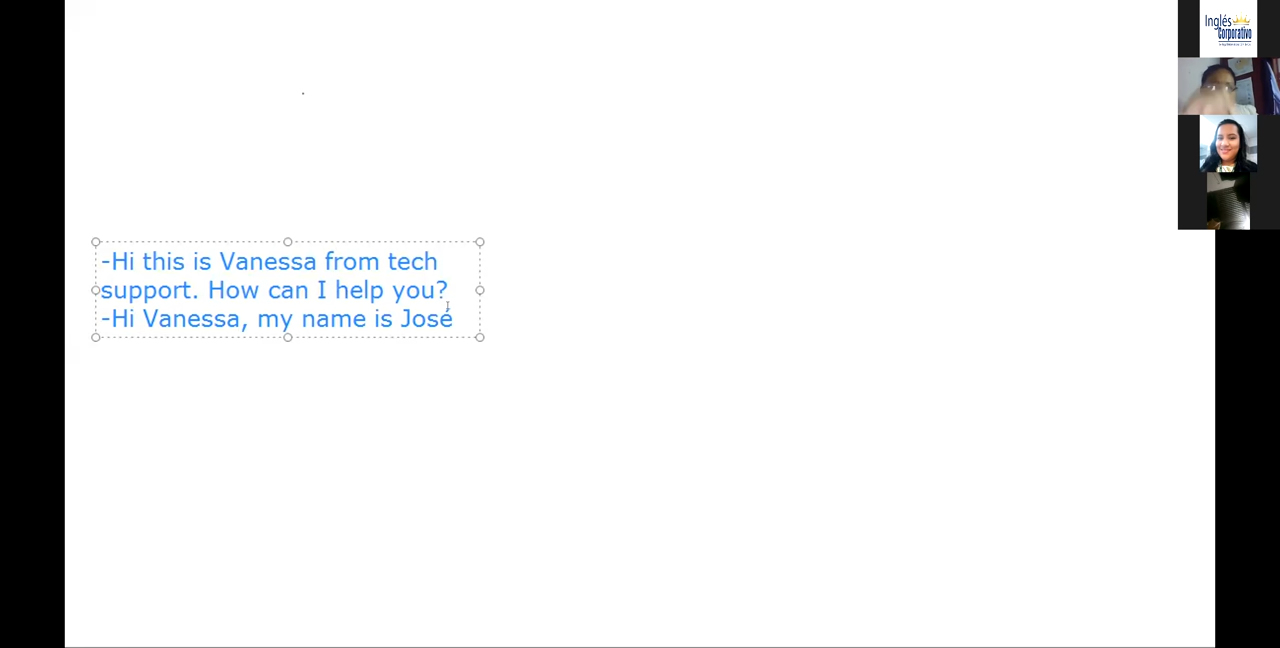 -Hi this is Vanessa from tech
support. How can I help you?
-Hi Vanessa, my name is José
Inglés
Corporativo